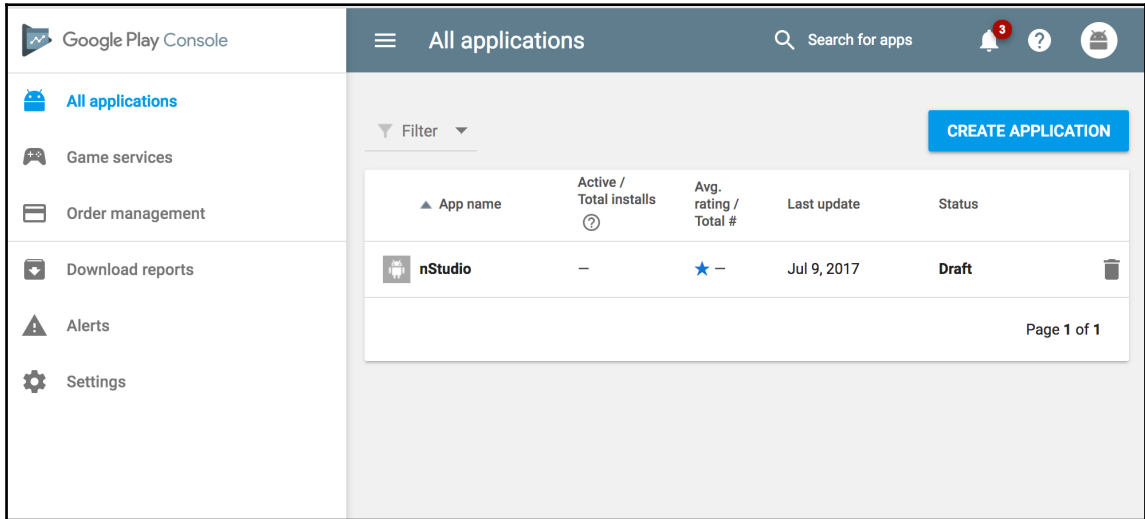 Google Play Console
All applications
Search for apps
3
All applications
Game services
Order management
Download reports
Alerts
Settings
Filter
CREATE APPLICATION
App name
Active /
Total installs
Avg.
rating /
Total #
Last update
Status
nStudio
–
–
Jul 9, 2017
Draft
Page 1 of 1